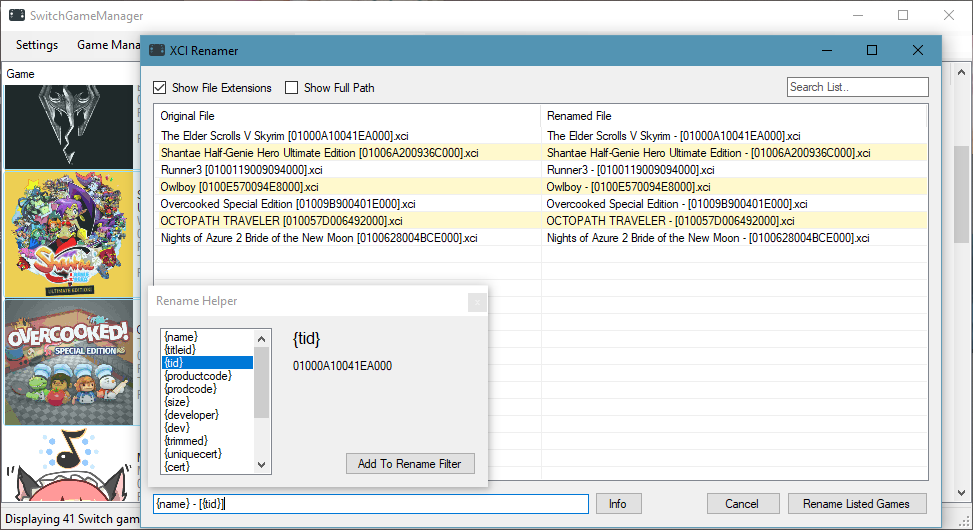 SwitchGameManager
Settings Game Mana
XCI Renamer
Show File Extensions Show Full Path Search List..
Game
Original File Renamed File
The Elder Scrolls V Skyrim [01000A10041EA000].xci The Elder Scrolls V Skyrim - [01000A10041EA000].xci
Shantae Half-Genie Hero Ultimate Edition [01006A200936C000].xci Shantae Half-Genie Hero Ultimate Edition - [01006A200936C000].xci
Runner3 [0100119009094000].xci Runner3 - [0100119009094000].xci
Owlboy [0100E570094E8000].xci Owlboy - [0100E570094E8000].xci
Overcooked Special Edition [01009B900401E000].xci Overcooked Special Edition - [01009B900401E000].xci
OCTOPATH TRAVELER [010057D006492000].xci OCTOPATH TRAVELER - [010057D006492000].xci
Nights of Azure 2 Bride of the New Moon [0100628004BCE000].xci Nights of Azure 2 Bride of the New Moon - [0100628004BCE000].xci
Shantae
ULTIMATE EDITION!
OVERCOOKED!
SPECIAL EDITION
Rename Helper
x
{name}
{titleid}
{tid}
{productcode}
{prodcode}
{size}
{developer}
{dev}
{trimmed}
{uniquecert}
{cert}
{tid}
01000A10041EA000
Add To Rename Filter
{name} - [{tid}]
Info Cancel Rename Listed Games
Displaying 41 Switch gam